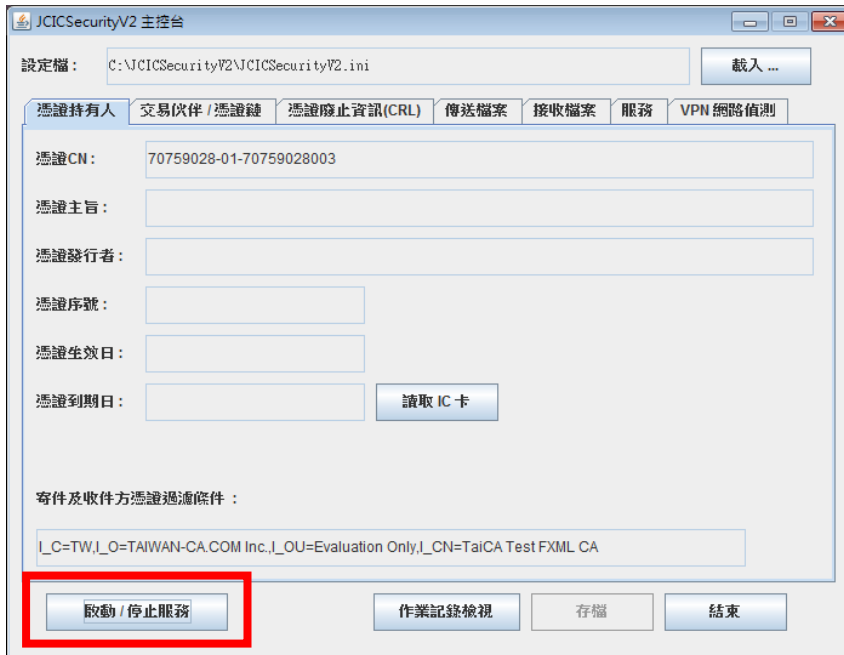 JCICSecurityV2 主控台
設定檔： C:\JCICSecurityV2\JCICSecurityV2.ini 載入 ...
憑證持有人 交易伙伴 / 憑證鏈 憑證廢止資訊(CRL) 傳送檔案 接收檔案 服務 VPN 網路偵測
憑證CN： 70759028-01-70759028003
憑證主旨：
憑證發行者：
憑證序號：
憑證生效日：
憑證到期日： 讀取 IC 卡
寄件及收件方憑證過濾條件 ：
I_C=TW,I_O=TAIWAN-CA.COM Inc.,I_OU=Evaluation Only,I_CN=TaiCA Test FXML CA
啟動 / 停止服務 作業記錄檢視 存檔 結束